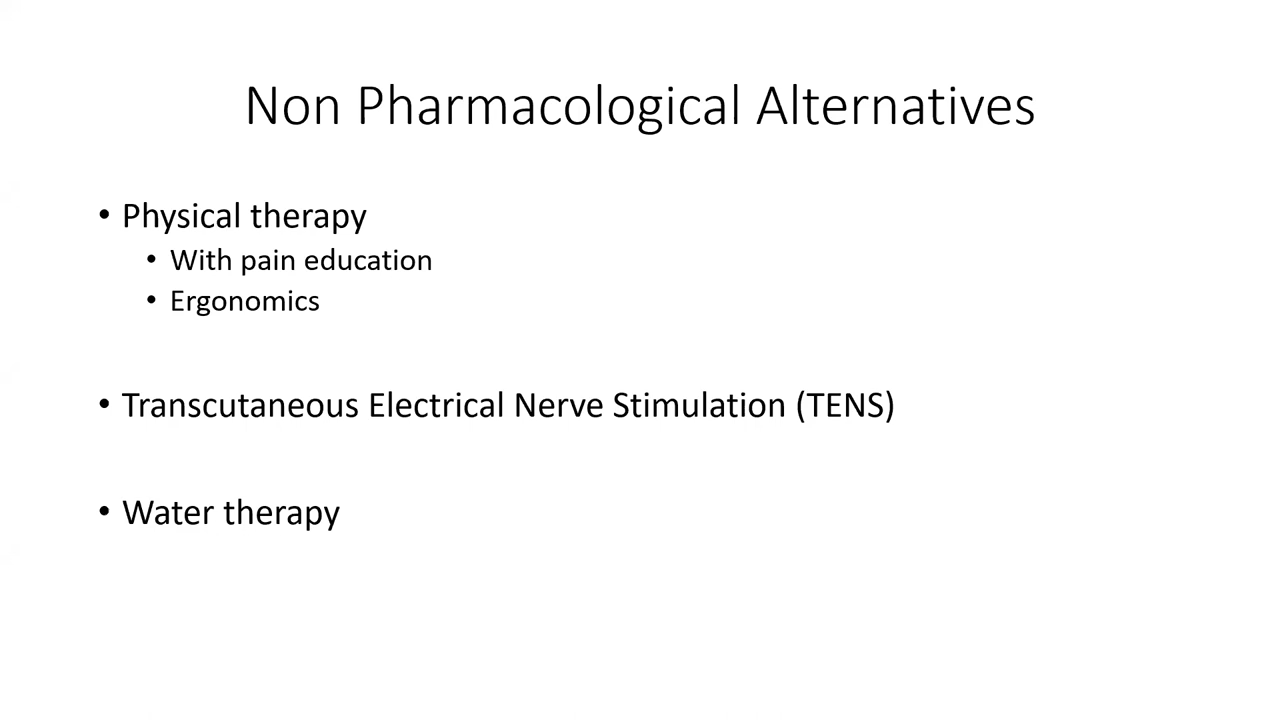 Non Pharmacological Alternatives
• Physical therapy
• With pain education
• Ergonomics
• Transcutaneous Electrical Nerve Stimulation (TENS)
• Water therapy